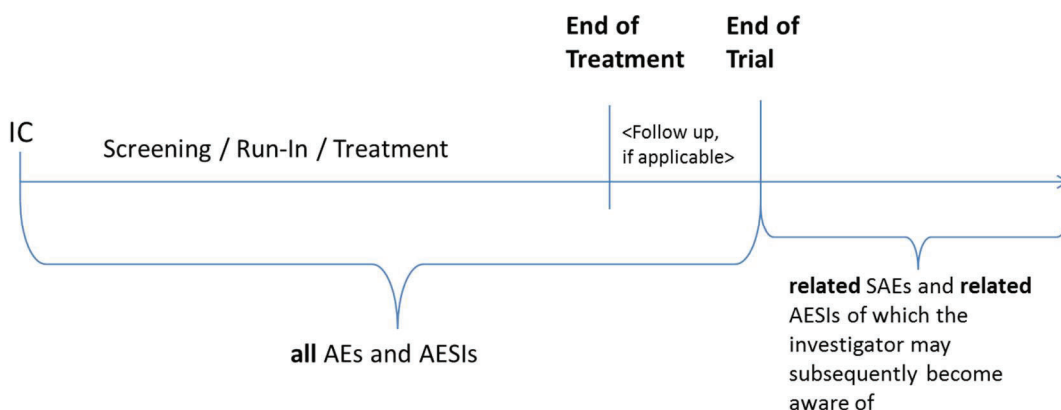 End of
Treatment
End of
Trial
IC
Screening / Run-In / Treatment
<Follow up,
if applicable>
all AEs and AESIs
related SAEs and related
AESIs of which the
investigator may
subsequently become
aware of